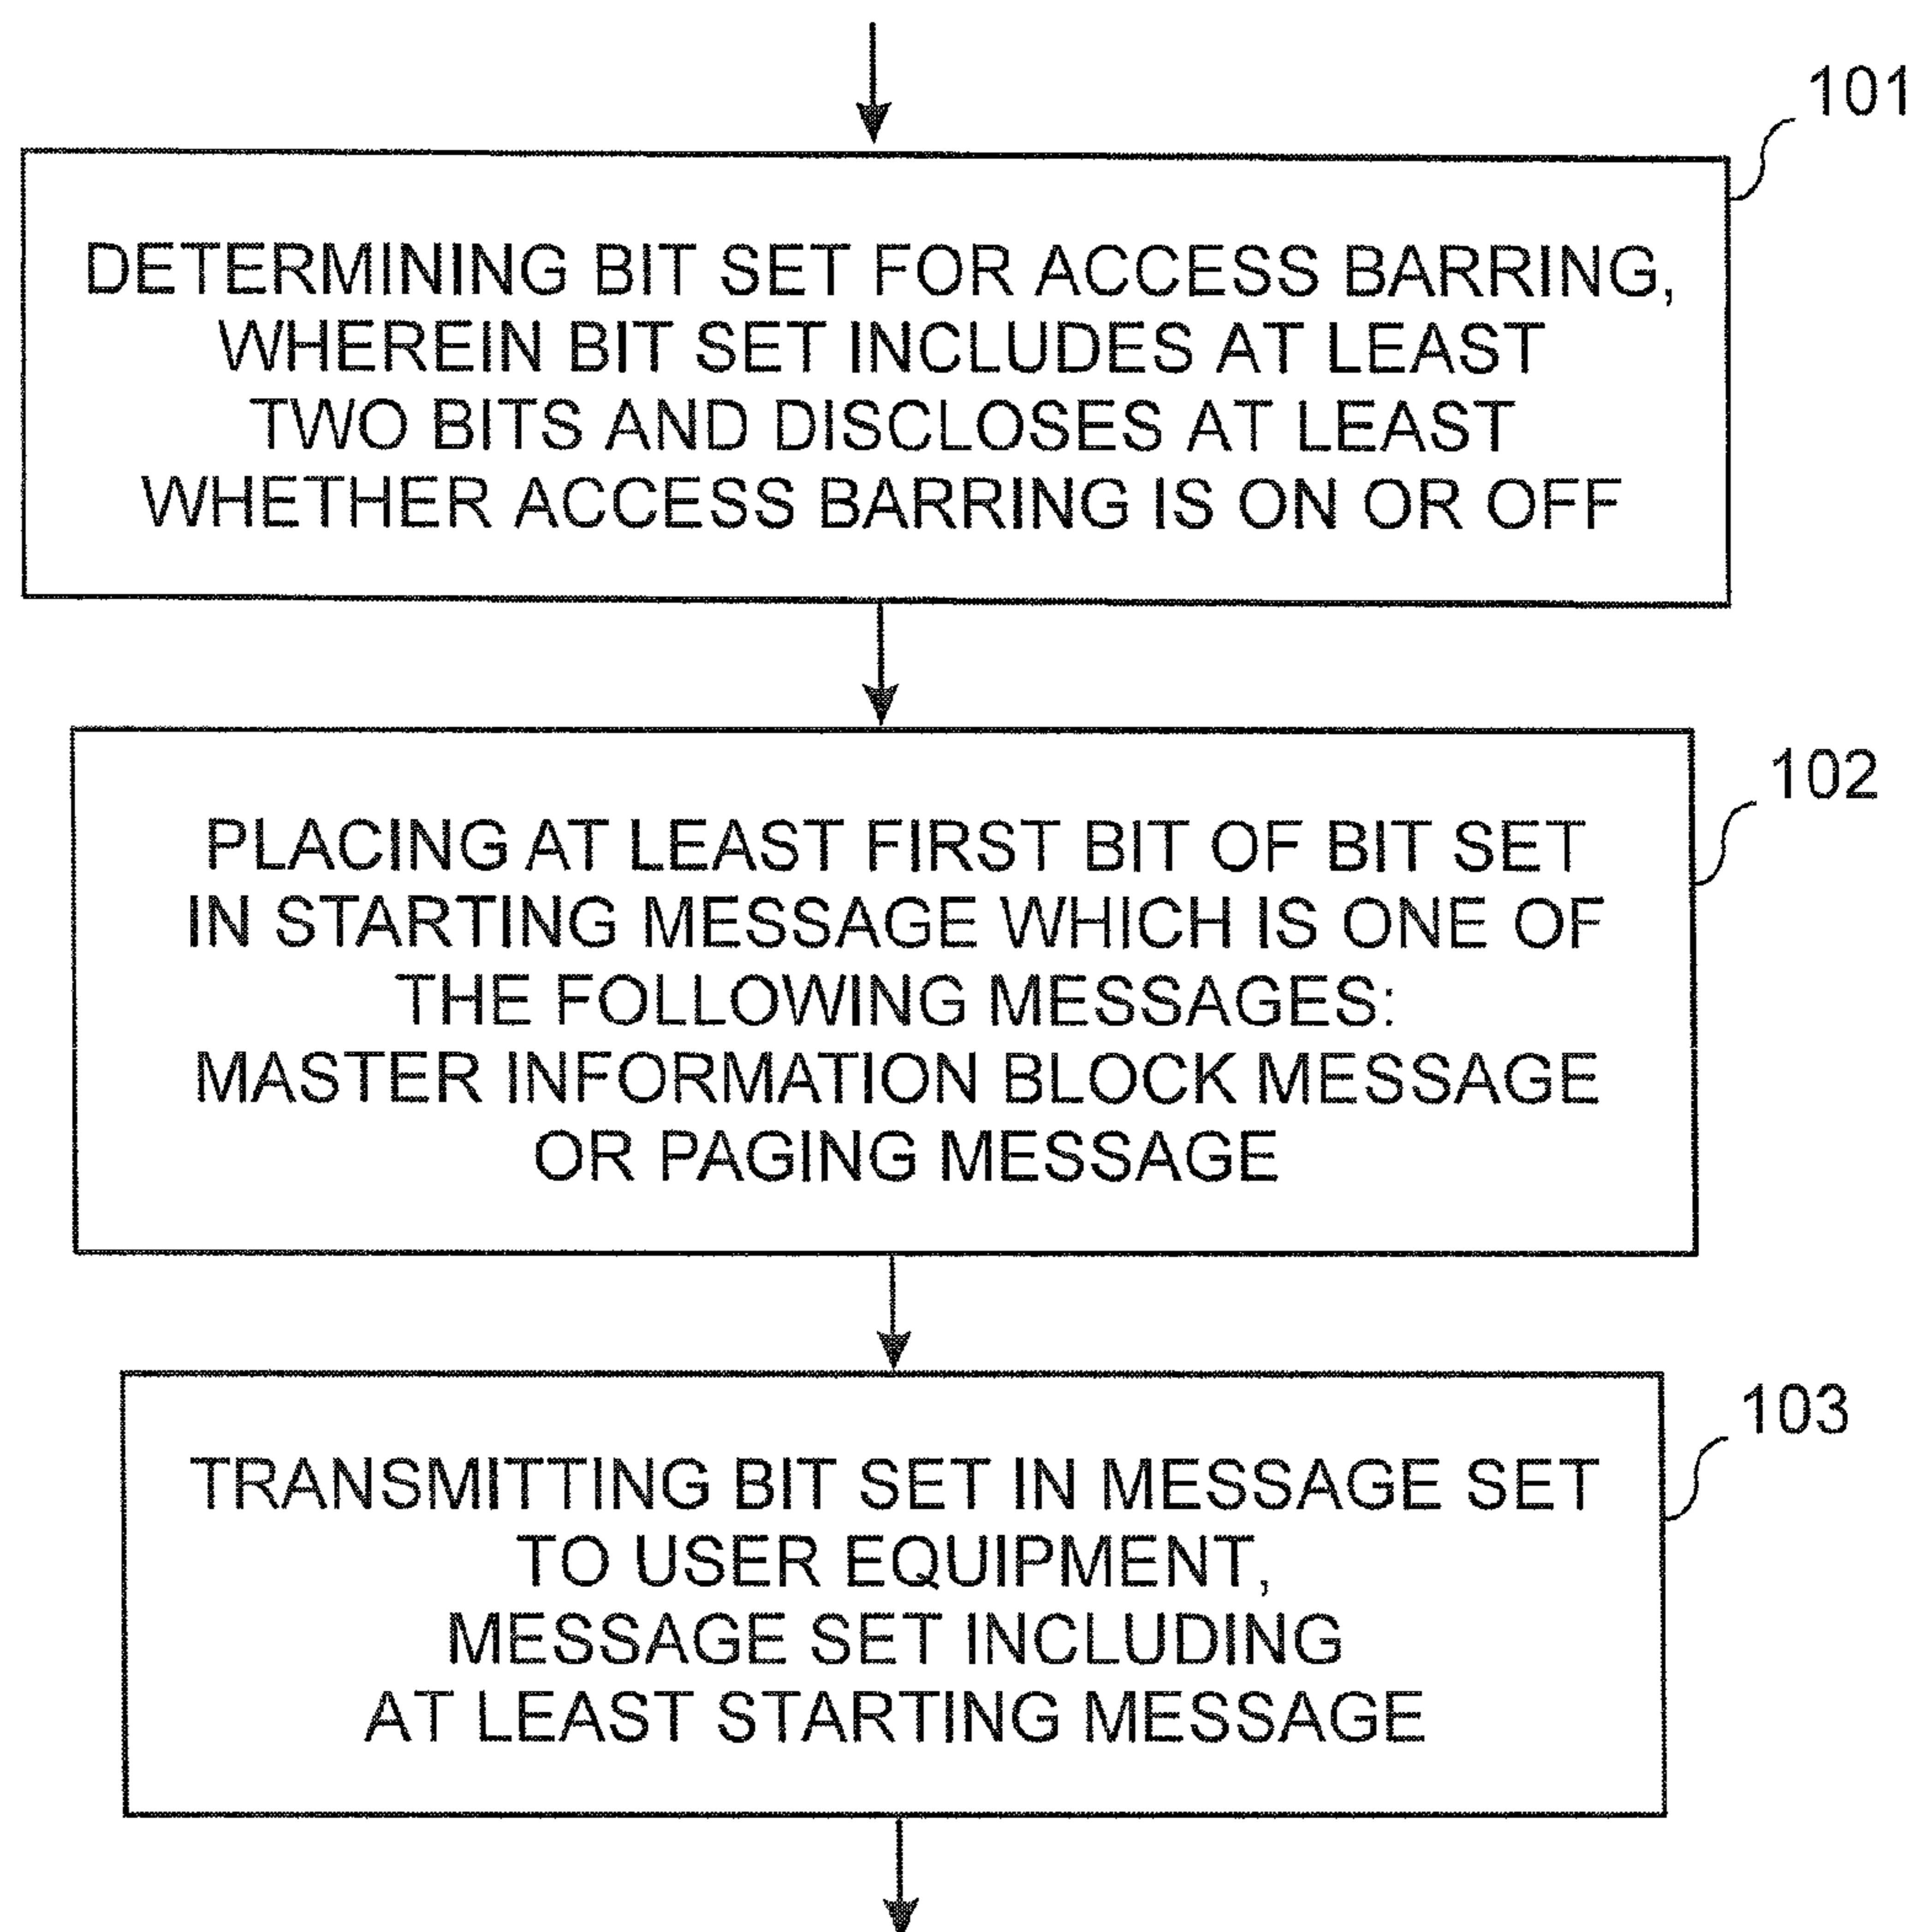 101
DETERMINING BIT SET FOR ACCESS BARRING,
WHEREIN BIT SET INCLUDES AT LEAST
TWO BITS AND DISCLOSES AT LEAST
WHETHER ACCESS BARRING IS ON OR OFF
102
PLACING AT LEAST FIRST BIT OF BIT SET
IN STARTING MESSAGE WHICH IS ONE OF
THE FOLLOWING MESSAGES:
MASTER INFORMATION BLOCK MESSAGE
OR PAGING MESSAGE
103
TRANSMITTING BIT SET IN MESSAGE SET
TO USER EQUIPMENT,
MESSAGE SET INCLUDING
AT LEAST STARTING MESSAGE